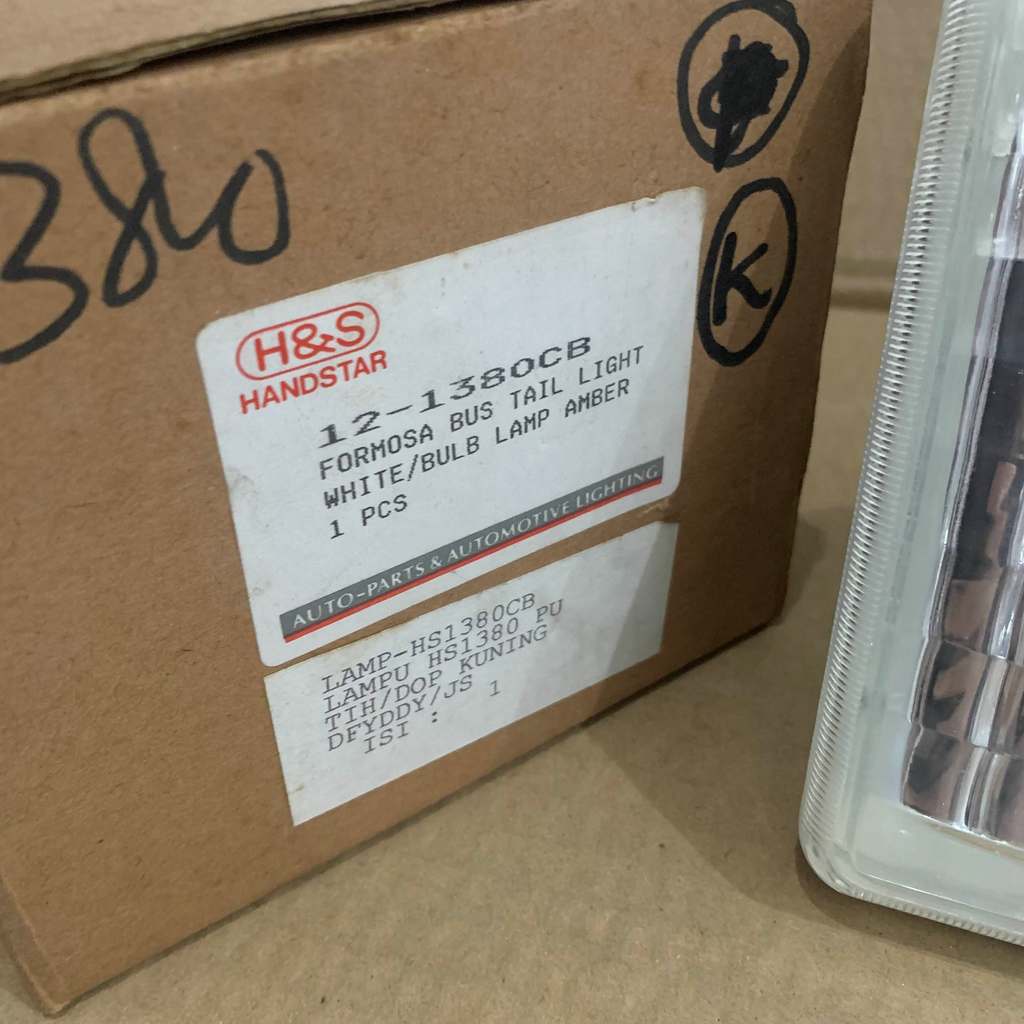 380
K
H&S
HANDSTAR
12-1380CB
FORMOSA BUS TAIL LIGHT
WHITE/BULB LAMP AMBER
1 PCS
AUTO-PARTS & AUTOMOTIVE LIGHTING
LAMP-HS1380CB
LAMPU HS1380 PU
TIH/DOP KUNING
DFYDDY/JS
ISI : 1